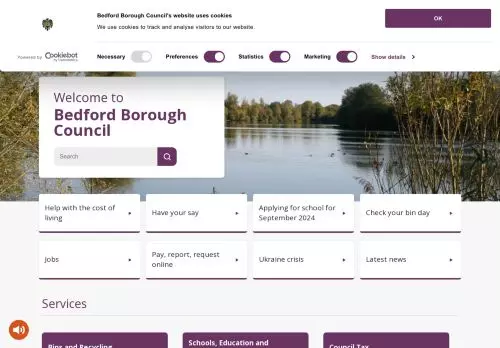 Bedford Borough Council's website uses cookies
We use cookies to track and analyse visitors to our website.
OK
Powered by Cookiebot
Necessary
Preferences
Statistics
Marketing
Show details
Welcome to
Bedford Borough
Council
Search
Help with the cost of
living
Have your say
Applying for school for
September 2024
Check your bin day
Jobs
Pay, report, request
online
Ukraine crisis
Latest news
Services
Bins and Recycling
Schools, Education and
Council Tax